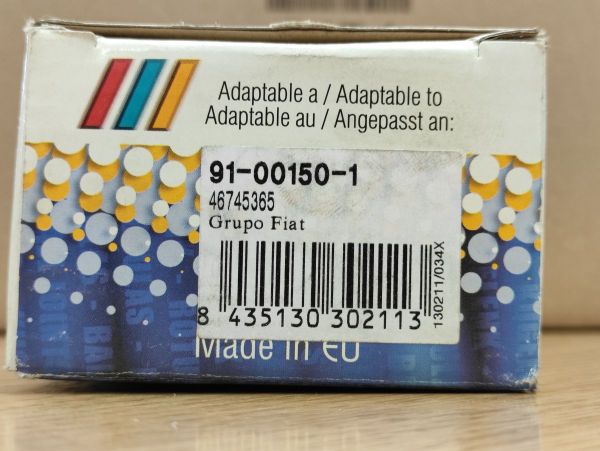 Adaptable a / Adaptable to
Adaptable au / Angepasst an:
91-00150-1
46745365
Grupo Fiat
8 435130 302113
130211/034X
Made in EU